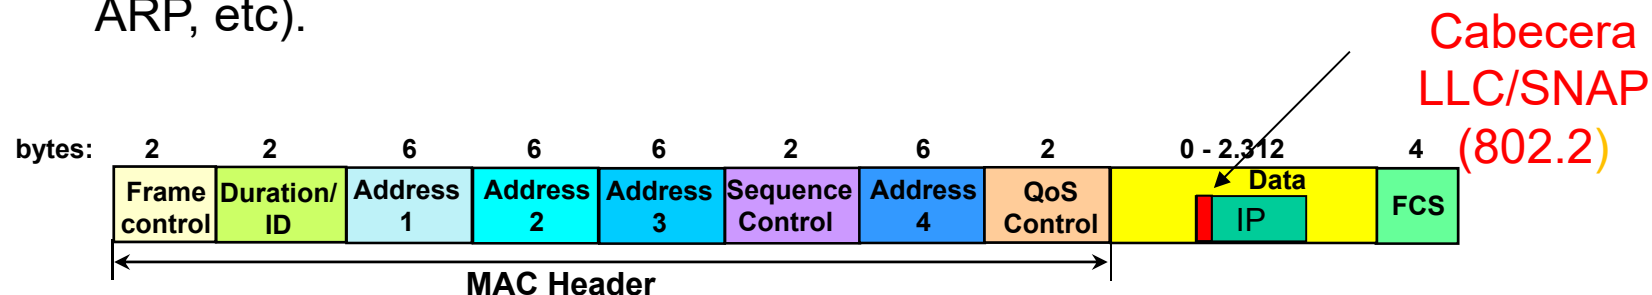 ARP, etc).
Cabecera
LLC/SNAP
(802.2)
bytes: 2 2 6 6 6 2 6 2 0 - 2.312 4
Frame control
Duration/ ID
Address 1
Address 2
Address 3
Sequence Control
Address 4
QoS Control
Data
IP
FCS
MAC Header